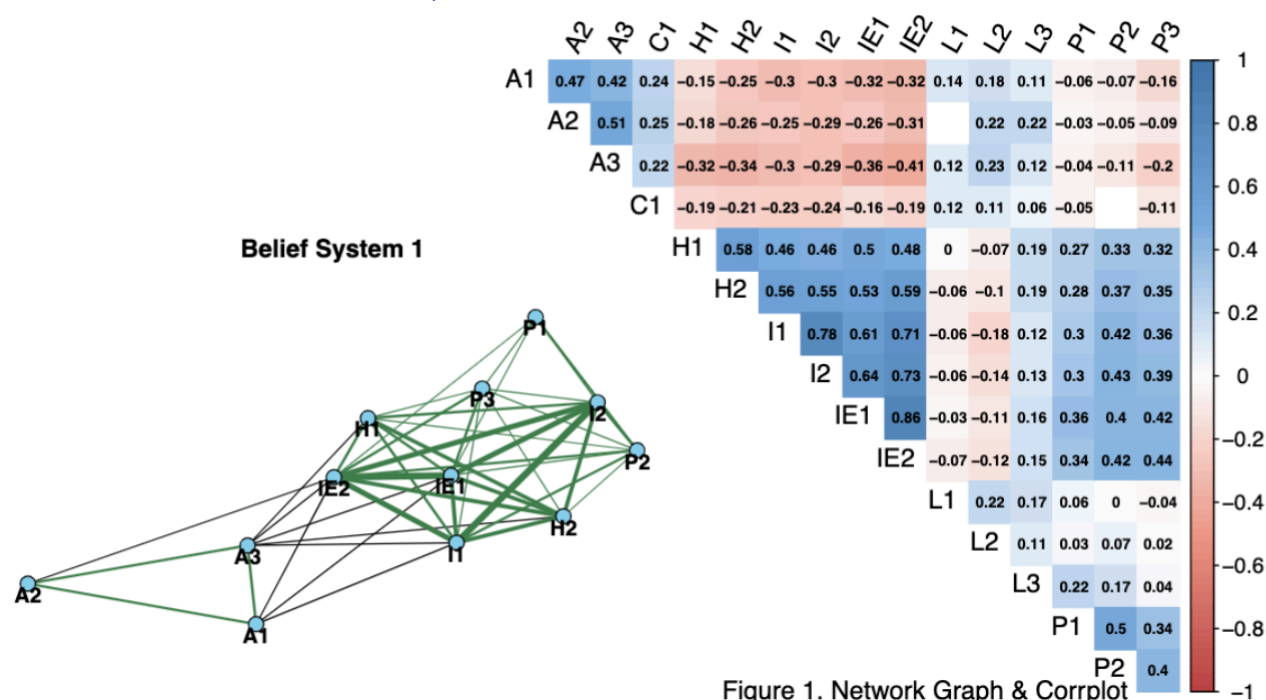 A2 A3 C1 H1 H2 I1 I2 IE1 IE2 L1 L2 L3 P1 P2 P3
A1 0.47 0.42 0.24 −0.15 −0.25 −0.3 −0.3 −0.32 −0.32 0.14 0.18 0.11 −0.06 −0.07 −0.16
A2 0.51 0.25 −0.18 −0.26 −0.25 −0.29 −0.26 −0.31 0.22 0.22 −0.03 −0.05 −0.09
A3 0.22 −0.32 −0.34 −0.3 −0.29 −0.36 −0.41 0.12 0.23 0.12 −0.04 −0.11 −0.2
C1 −0.19 −0.21 −0.23 −0.24 −0.16 −0.19 0.12 0.11 0.06 −0.05 −0.11
H1 0.58 0.46 0.46 0.5 0.48 0 −0.07 0.19 0.27 0.33 0.32
H2 0.56 0.55 0.53 0.59 −0.06 −0.1 0.19 0.28 0.37 0.35
I1 0.78 0.61 0.71 −0.06 −0.18 0.12 0.3 0.42 0.36
I2 0.64 0.73 −0.06 −0.14 0.13 0.3 0.43 0.39
IE1 0.86 −0.03 −0.11 0.16 0.36 0.4 0.42
IE2 −0.07 −0.12 0.15 0.34 0.42 0.44
L1 0.22 0.17 0.06 0 −0.04
L2 0.11 0.03 0.07 0.02
L3 0.22 0.17 0.04
P1 0.5 0.34
P2 0.4
1
0.8
0.6
0.4
0.2
0
−0.2
−0.4
−0.6
−0.8
−1
Belief System 1
P1
P3
I2
H1
P2
IE2
IE1
H2
A3
I1
A2
A1
Figure 1. Network Graph & Corrplot